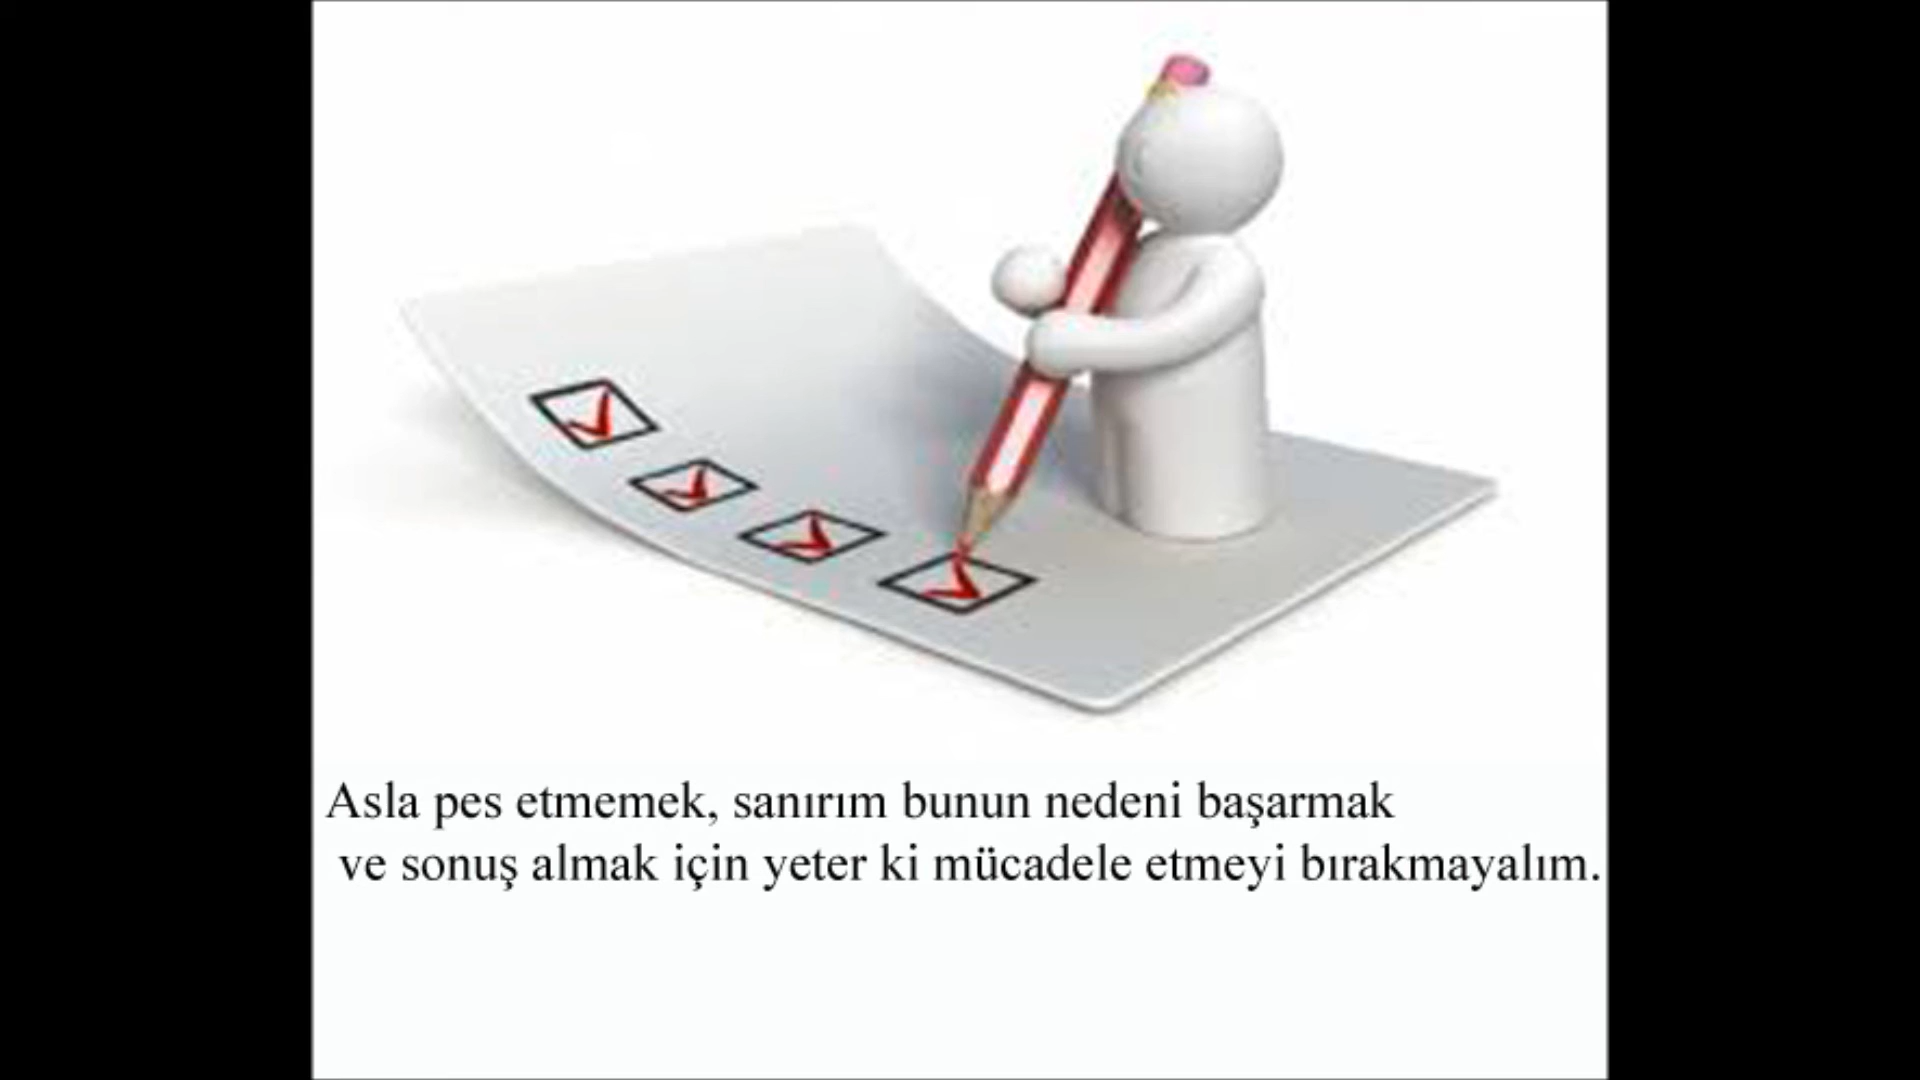 Asla pes etmemek, sanırım bunun nedeni başarmak
ve sonuş almak için yeter ki mücadele etmeyi bırakmayalım.